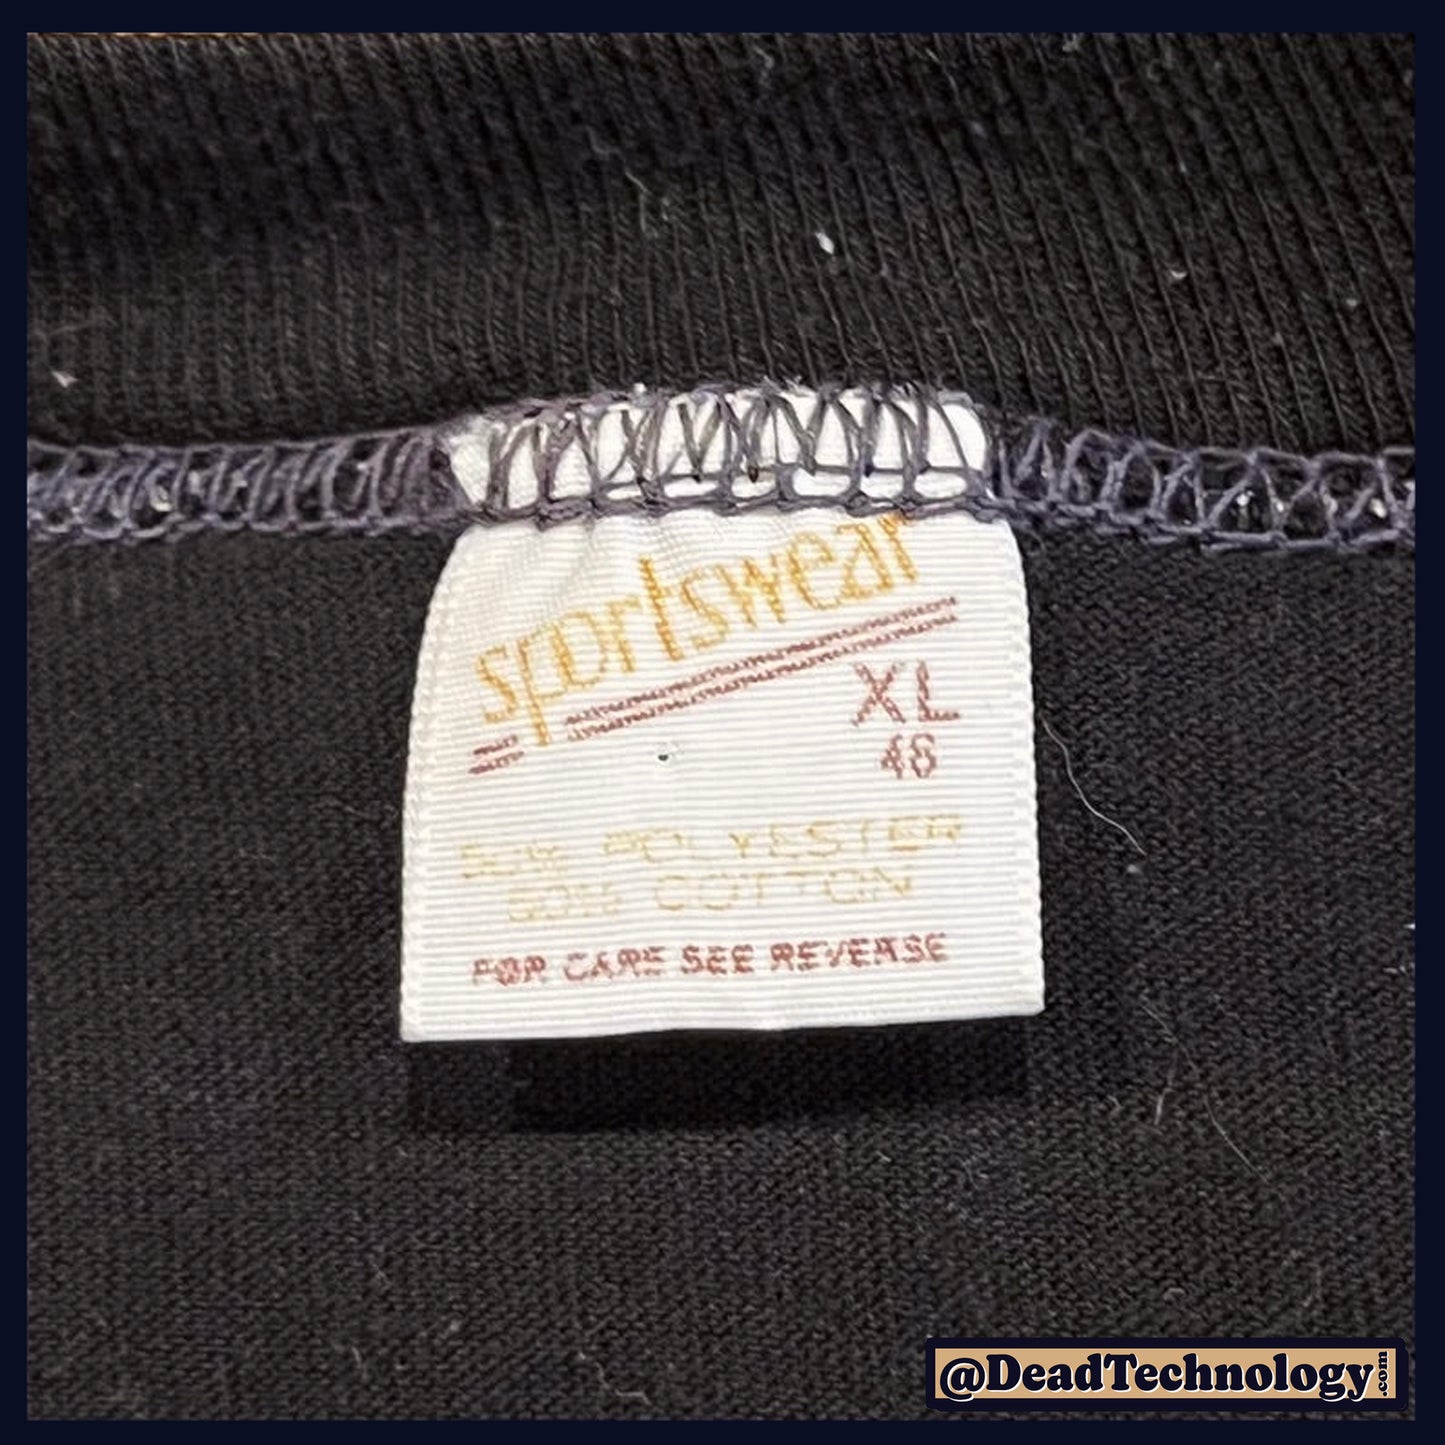 sportswear
XL
46
50% POLYESTER
50% COTTON
FOR CARE SEE REVERSE
@DeadTechnology.com